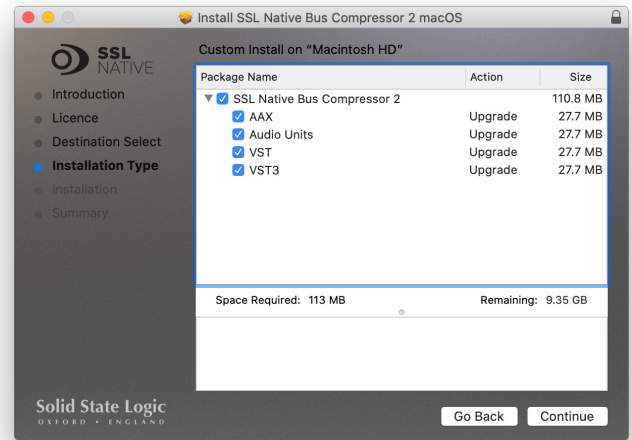 Install SSL Native Bus Compressor 2 macOS
SSL
NATIVE
Introduction
Licence
Destination Select
Installation Type
Installation
Summary
Custom Install on “Macintosh HD”
Package Name Action Size
SSL Native Bus Compressor 2 110.8 MB
AAX Upgrade 27.7 MB
Audio Units Upgrade 27.7 MB
VST Upgrade 27.7 MB
VST3 Upgrade 27.7 MB
Space Required: 113 MB Remaining: 9.35 GB
Solid State Logic
OXFORD • ENGLAND
Go Back Continue